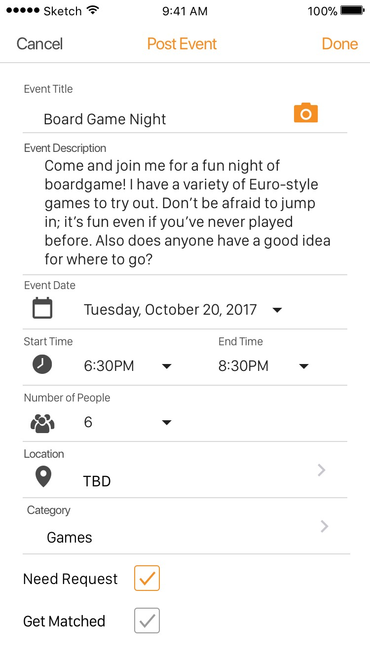 Sketch 9:41 AM 100%
Cancel Post Event Done
Event Title
Board Game Night
Event Description
Come and join me for a fun night of
boardgame! I have a variety of Euro-style
games to try out. Don’t be afraid to jump
in; it’s fun even if you’ve never played
before. Also does anyone have a good idea
for where to go?
Event Date
Tuesday, October 20, 2017
Start Time End Time
6:30PM 8:30PM
Number of People
6
Location
TBD
Category
Games
Need Request
Get Matched